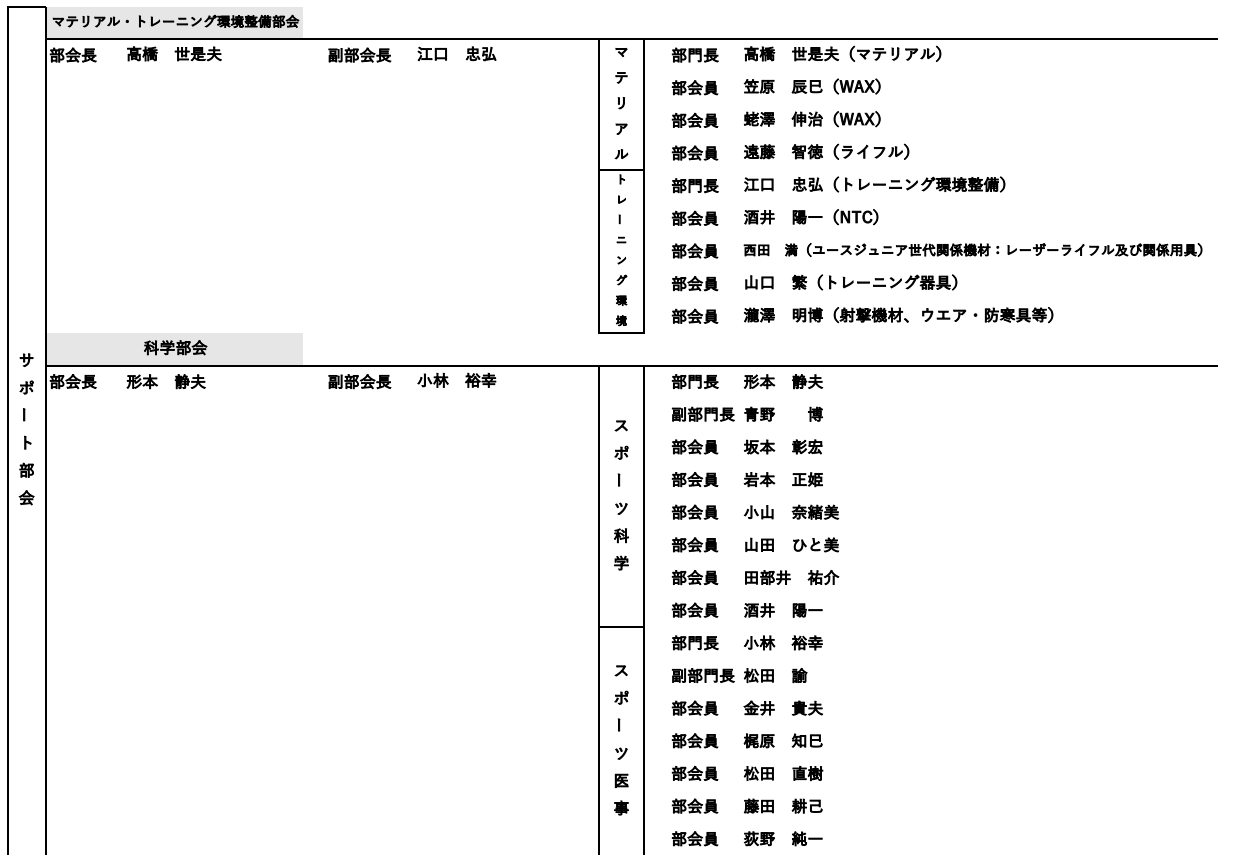 サポート部会
マテリアル・トレーニング環境整備部会
部会長 高橋 世是夫 副部会長 江口 忠弘
マテリアル
部門長 高橋 世是夫（マテリアル）
部会員 笠原 辰巳（WAX）
部会員 蛯澤 伸治（WAX）
部会員 遠藤 智徳（ライフル）
トレーニング環境
部門長 江口 忠弘（トレーニング環境整備）
部会員 酒井 陽一（NTC）
部会員 西田 満（ユースジュニア世代関係機材：レーザーライフル及び関係用具）
部会員 山口 繁（トレーニング器具）
部会員 瀧澤 明博（射撃機材、ウエア・防寒具等）
科学部会
部会長 形本 静夫 副部会長 小林 裕幸
スポーツ科学
部門長 形本 静夫
副部門長 青野 博
部会員 坂本 彰宏
部会員 岩本 正姫
部会員 小山 奈緒美
部会員 山田 ひと美
部会員 田部井 祐介
部会員 酒井 陽一
スポーツ医事
部門長 小林 裕幸
副部門長 松田 諭
部会員 金井 貴夫
部会員 梶原 知巳
部会員 松田 直樹
部会員 藤田 耕己
部会員 荻野 純一